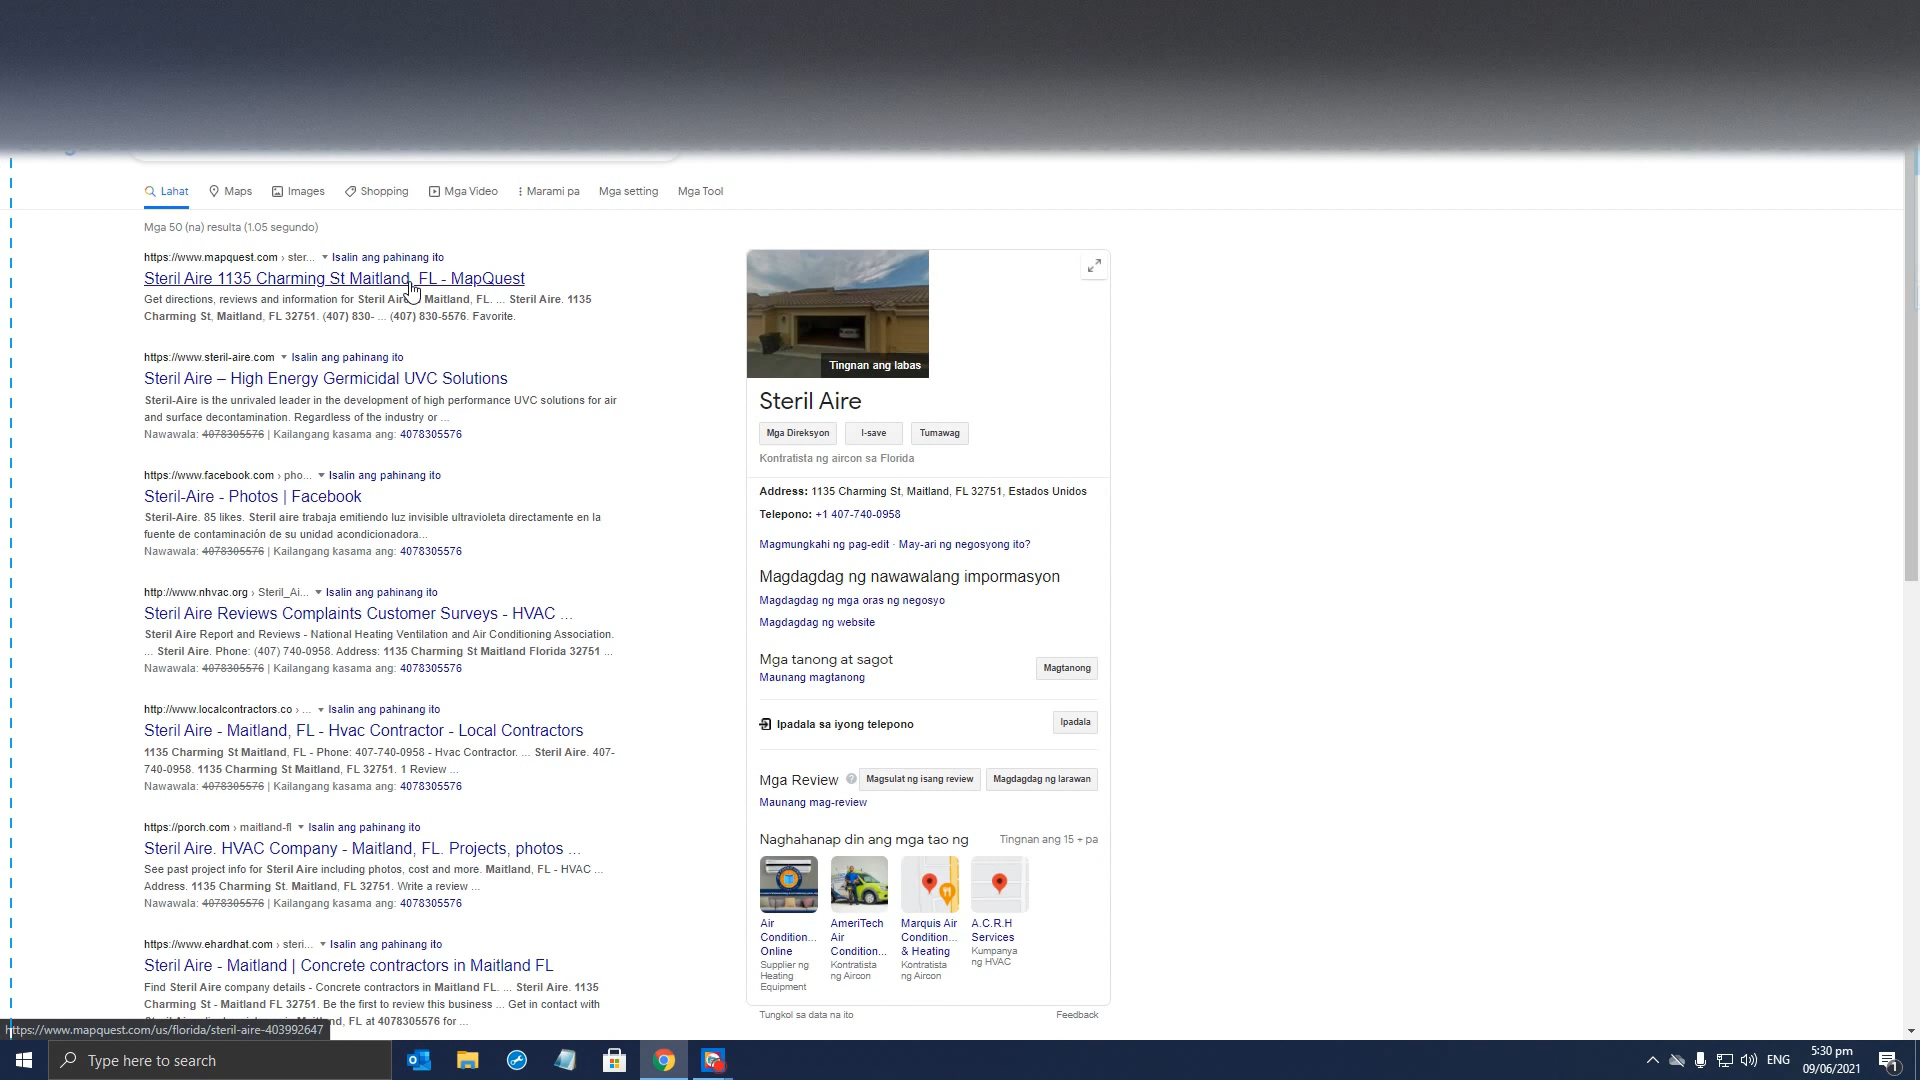 Lahat Maps Images Shopping Mga Video Marami pa Mga setting Mga Tool
Mga 50 (na) resulta (1.05 segundo)
https://www.mapquest.com › ster... Isalin ang pahinang ito
Steril Aire 1135 Charming St Maitland, FL - MapQuest
Get directions, reviews and information for Steril Aire Maitland, FL. ... Steril Aire. 1135
Charming St, Maitland, FL 32751. (407) 830- ... (407) 830-5576. Favorite.
https://www.steril-aire.com Isalin ang pahinang ito
Steril Aire – High Energy Germicidal UVC Solutions
Steril-Aire is the unrivaled leader in the development of high performance UVC solutions for air
and surface decontamination. Regardless of the industry or ...
Nawawala: 4078305576 | Kailangang kasama ang: 4078305576
https://www.facebook.com › pho... Isalin ang pahinang ito
Steril-Aire - Photos | Facebook
Steril-Aire. 85 likes. Steril aire trabaja emitiendo luz invisible ultravioleta directamente en la
fuente de contaminación de su unidad acondicionadora...
Nawawala: 4078305576 | Kailangang kasama ang: 4078305576
http://www.nhvac.org › Steril_Ai... Isalin ang pahinang ito
Steril Aire Reviews Complaints Customer Surveys - HVAC ...
Steril Aire Report and Reviews - National Heating Ventilation and Air Conditioning Association.
... Steril Aire. Phone: (407) 740-0958. Address: 1135 Charming St Maitland Florida 32751 ...
Nawawala: 4078305576 | Kailangang kasama ang: 4078305576
http://www.localcontractors.co › ... Isalin ang pahinang ito
Steril Aire - Maitland, FL - Hvac Contractor - Local Contractors
1135 Charming St Maitland, FL - Phone: 407-740-0958 - Hvac Contractor. ... Steril Aire. 407-
740-0958. 1135 Charming St Maitland, FL 32751. 1 Review ...
Nawawala: 4078305576 | Kailangang kasama ang: 4078305576
https://porch.com › maitland-fl Isalin ang pahinang ito
Steril Aire. HVAC Company - Maitland, FL. Projects, photos ...
See past project info for Steril Aire including photos, cost and more. Maitland, FL - HVAC ...
Address. 1135 Charming St. Maitland, FL 32751. Write a review ...
Nawawala: 4078305576 | Kailangang kasama ang: 4078305576
https://www.ehardhat.com › steri... Isalin ang pahinang ito
Steril Aire - Maitland | Concrete contractors in Maitland FL
Find Steril Aire company details - Concrete contractors in Maitland FL. ... Steril Aire. 1135
Charming St - Maitland FL 32751. Be the first to review this business ... Get in contact with
FL at 4078305576 for ...
https://www.mapquest.com/us/florida/steril-aire-403992647
Tingnan ang labas
Steril Aire
Mga Direksyon I-save Tumawag
Kontratista ng aircon sa Florida
Address: 1135 Charming St, Maitland, FL 32751, Estados Unidos
Telepono: +1 407-740-0958
Magmungkahi ng pag-edit · May-ari ng negosyong ito?
Magdagdag ng nawawalang impormasyon
Magdagdag ng mga oras ng negosyo
Magdagdag ng website
Mga tanong at sagot
Maunang magtanong
Magtanong
Ipadala sa iyong telepono Ipadala
Mga Review Magsulat ng isang review Magdagdag ng larawan
Maunang mag-review
Naghahanap din ang mga tao ng Tingnan ang 15 + pa
Air
Condition...
Online
Supplier ng
Heating
Equipment
AmeriTech
Air
Condition...
Kontratista
ng Aircon
Marquis Air
Condition...
& Heating
Kontratista
ng Aircon
A.C.R.H
Services
Kumpanya
ng HVAC
Tungkol sa data na ito Feedback
Type here to search
ENG
5:30 pm
09/06/2021
1